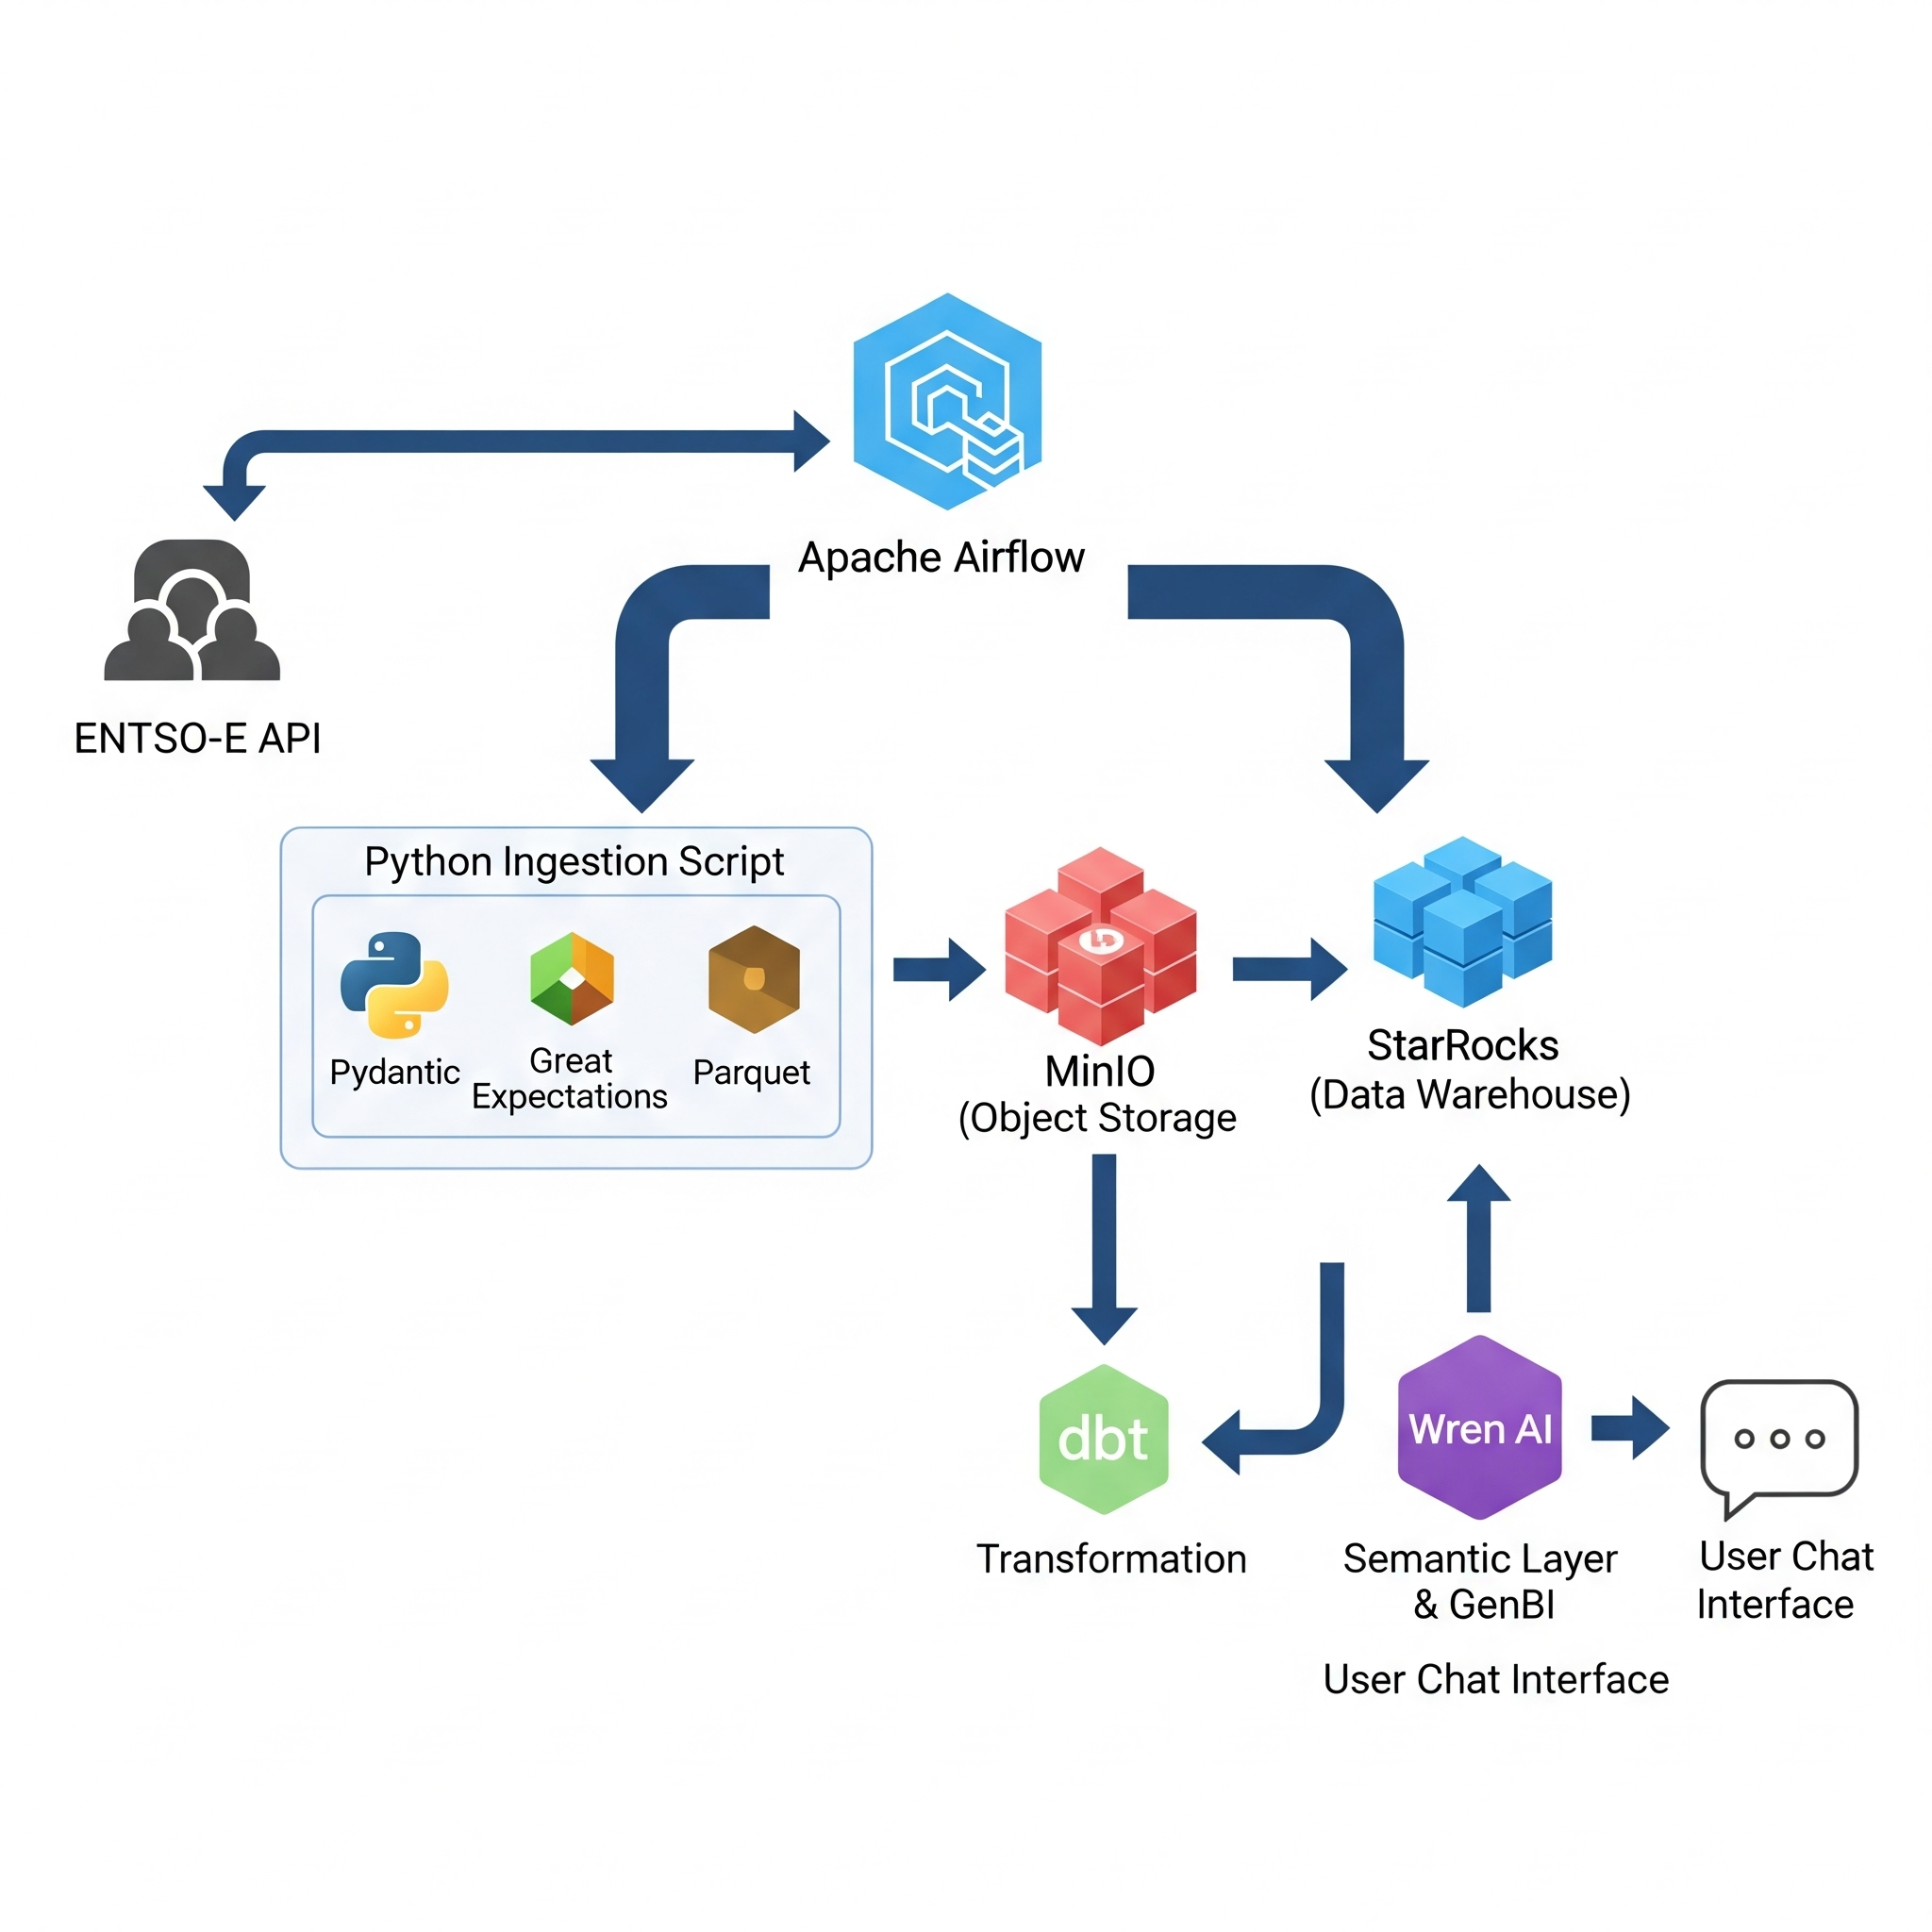 Apache Airflow
ENTSO-E API
Python Ingestion Script
Pydantic
Great
Expectations
Parquet
MinIO
(Object Storage
StarRocks
(Data Warehouse)
dbt
Transformation
Wren AI
Semantic Layer
& GenBI
User Chat
Interface
User Chat Interface